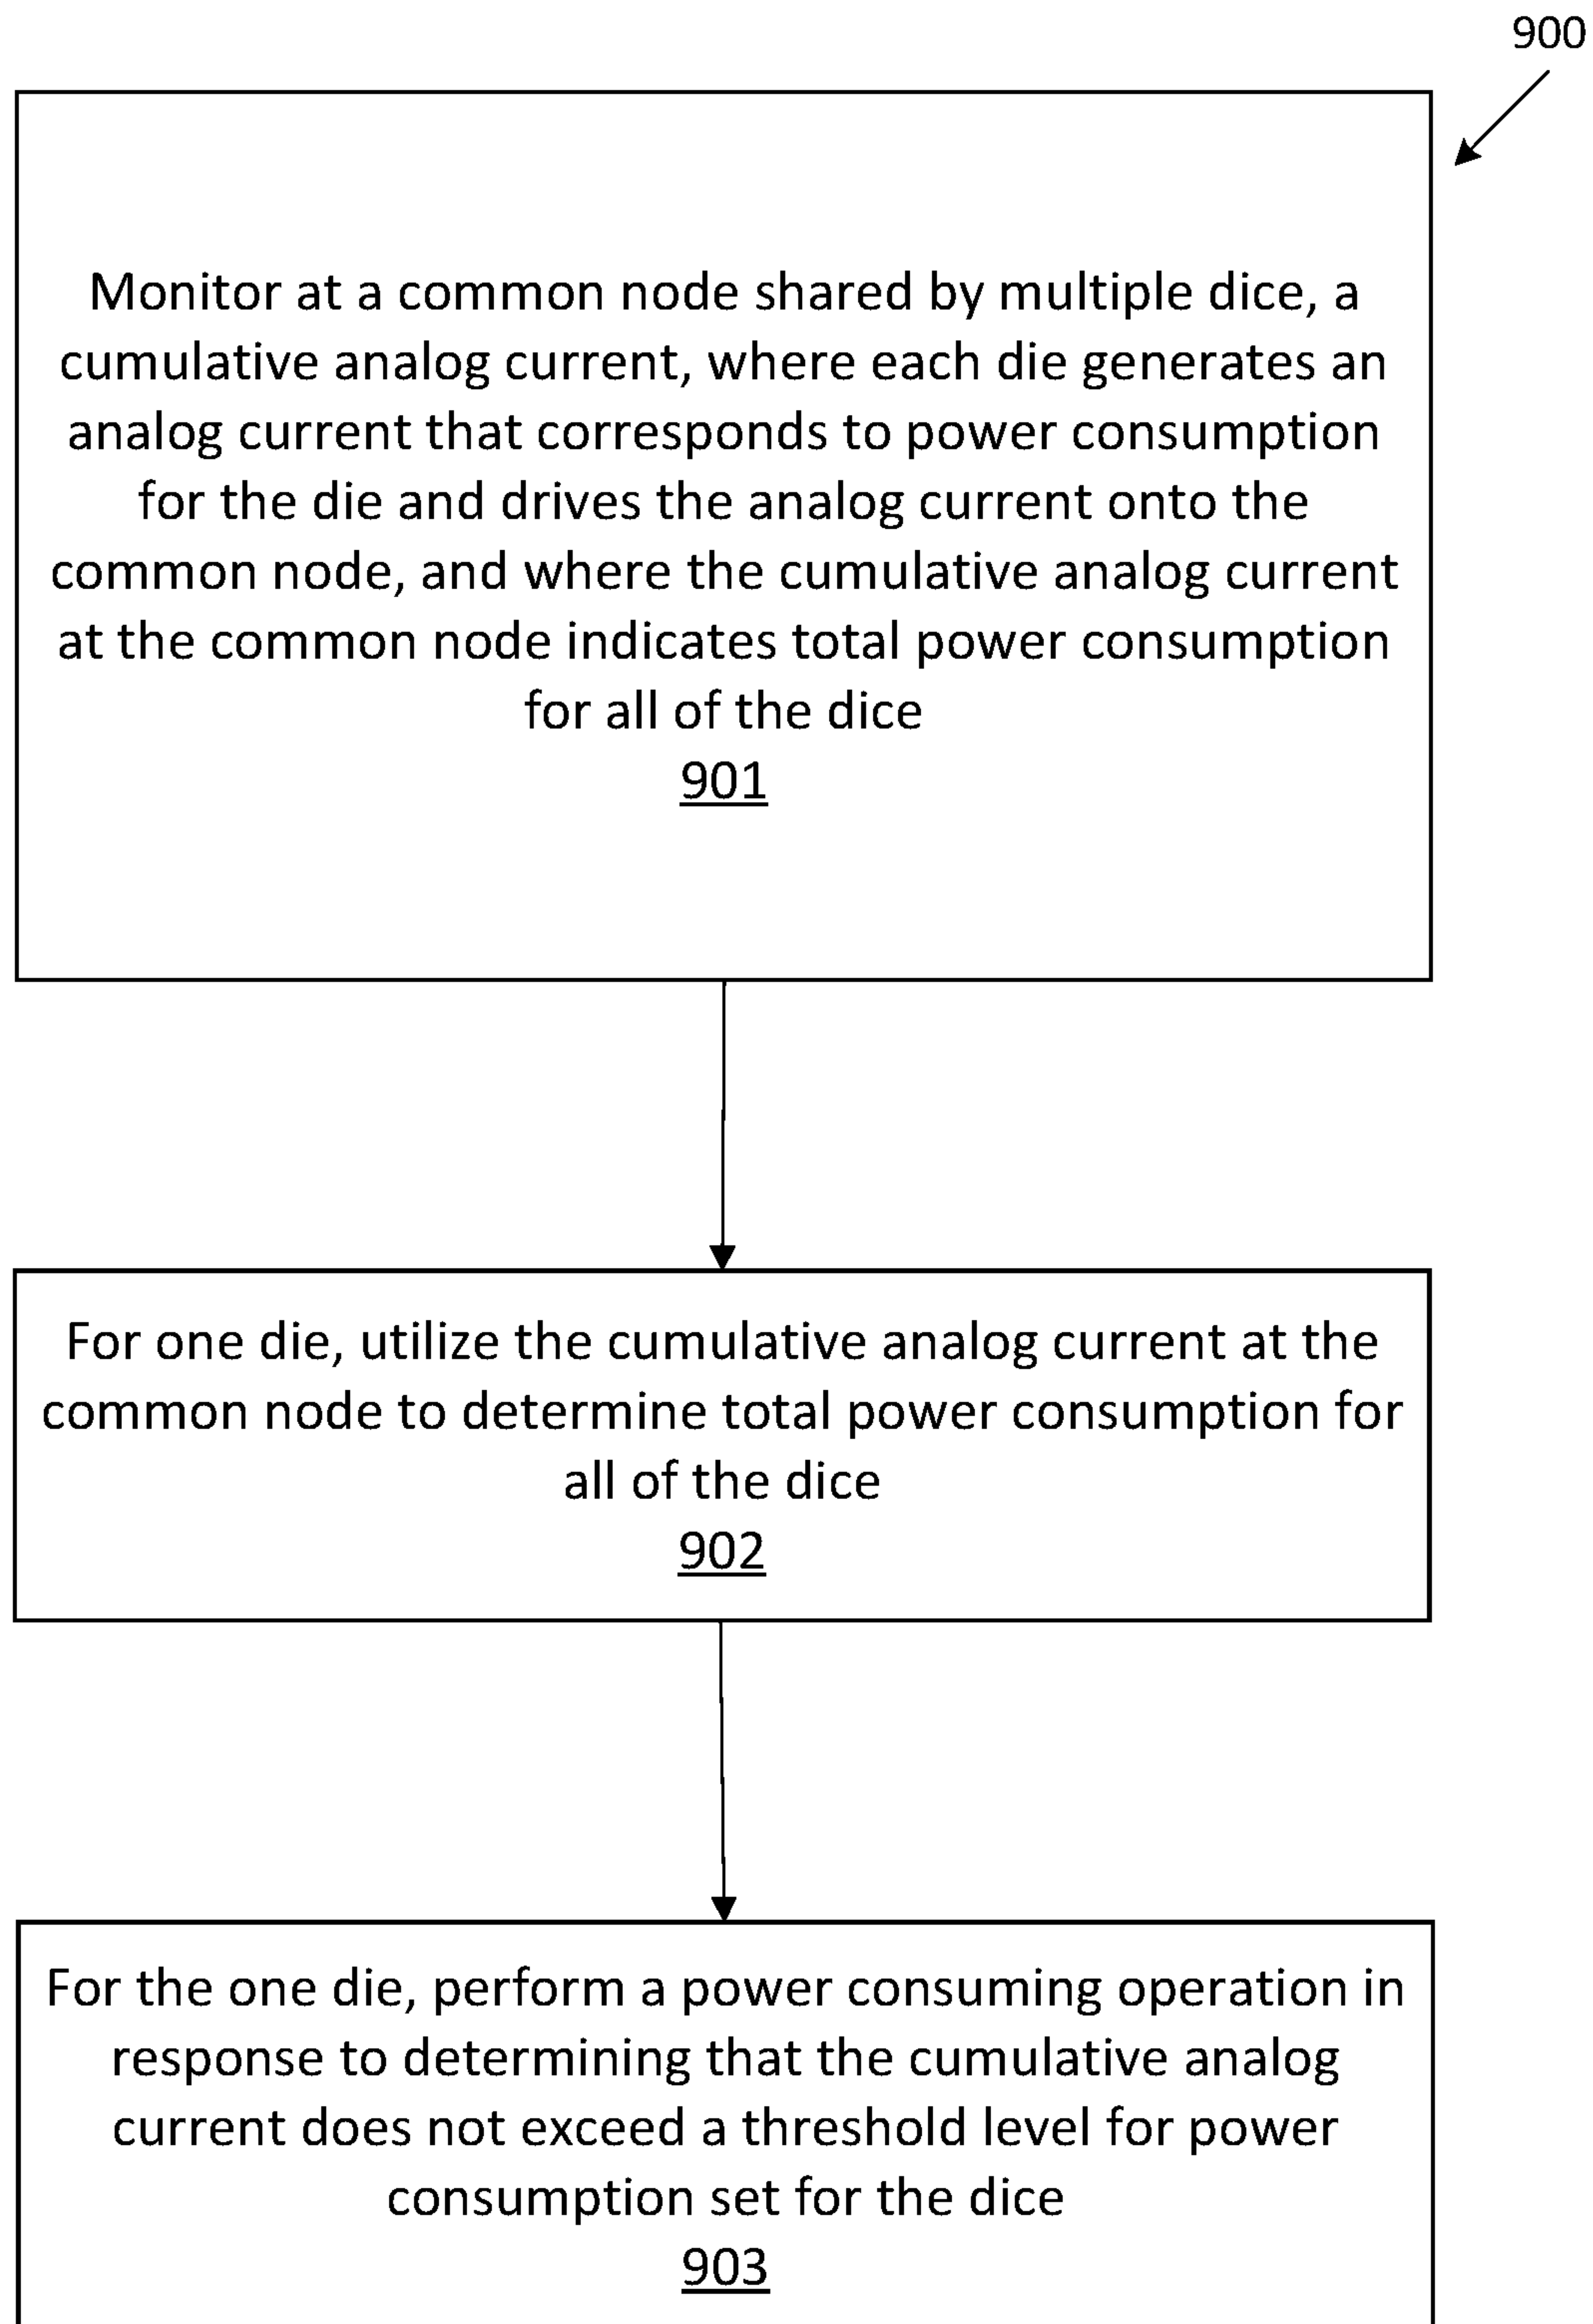 900
Monitor at a common node shared by multiple dice, a
cumulative analog current, where each die generates an
analog current that corresponds to power consumption
for the die and drives the analog current onto the
common node, and where the cumulative analog current
at the common node indicates total power consumption
for all of the dice
901
For one die, utilize the cumulative analog current at the
common node to determine total power consumption for
all of the dice
902
For the one die, perform a power consuming operation in
response to determining that the cumulative analog
current does not exceed a threshold level for power
consumption set for the dice
903